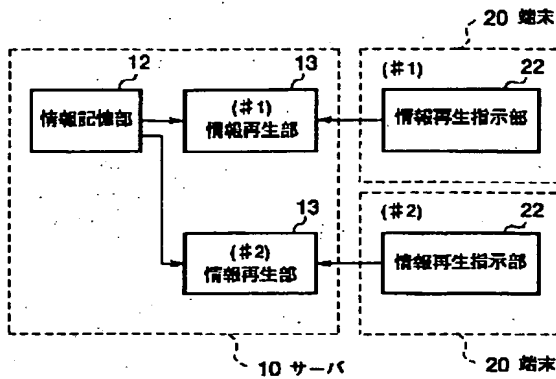 20 端末
12
13
(#1)
22
情報記憶部
(#1)
情報再生部
情報再生指示部
13
(#2)
22
(#2)
情報再生部
情報再生指示部
10 サーバ
20 端末